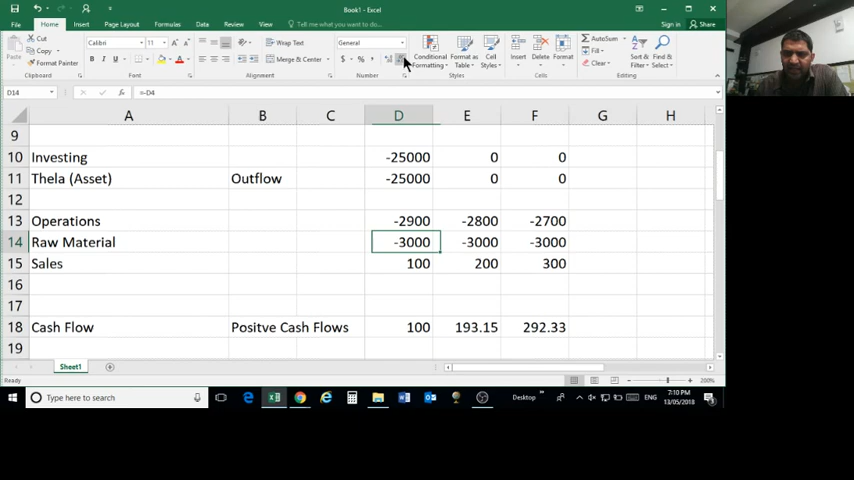 Book1 - Excel
Sign in
Share
File Home Insert Page Layout Formulas Data Review View Tell me what you want to do...
Cut
Copy
Format Painter
Paste
Clipboard
Calibri 11
B I U
Font
Wrap Text
Merge & Center
Alignment
General
$ % ,
Number
Conditional Formatting
Format as Table
Cell Styles
Styles
Insert Delete Format
Cells
AutoSum
Fill
Clear
Sort & Filter
Find & Select
Editing
D14 fx =-D4
A B C D E F G H
9
10 Investing -25000 0 0
11 Thela (Asset) Outflow -25000 0 0
12
13 Operations -2900 -2800 -2700
14 Raw Material -3000 -3000 -3000
15 Sales 100 200 300
16
17
18 Cash Flow Positve Cash Flows 100 193.15 292.33
19
Sheet1
Ready
200%
Type here to search
Desktop
ENG
7:10 PM
13/05/2018